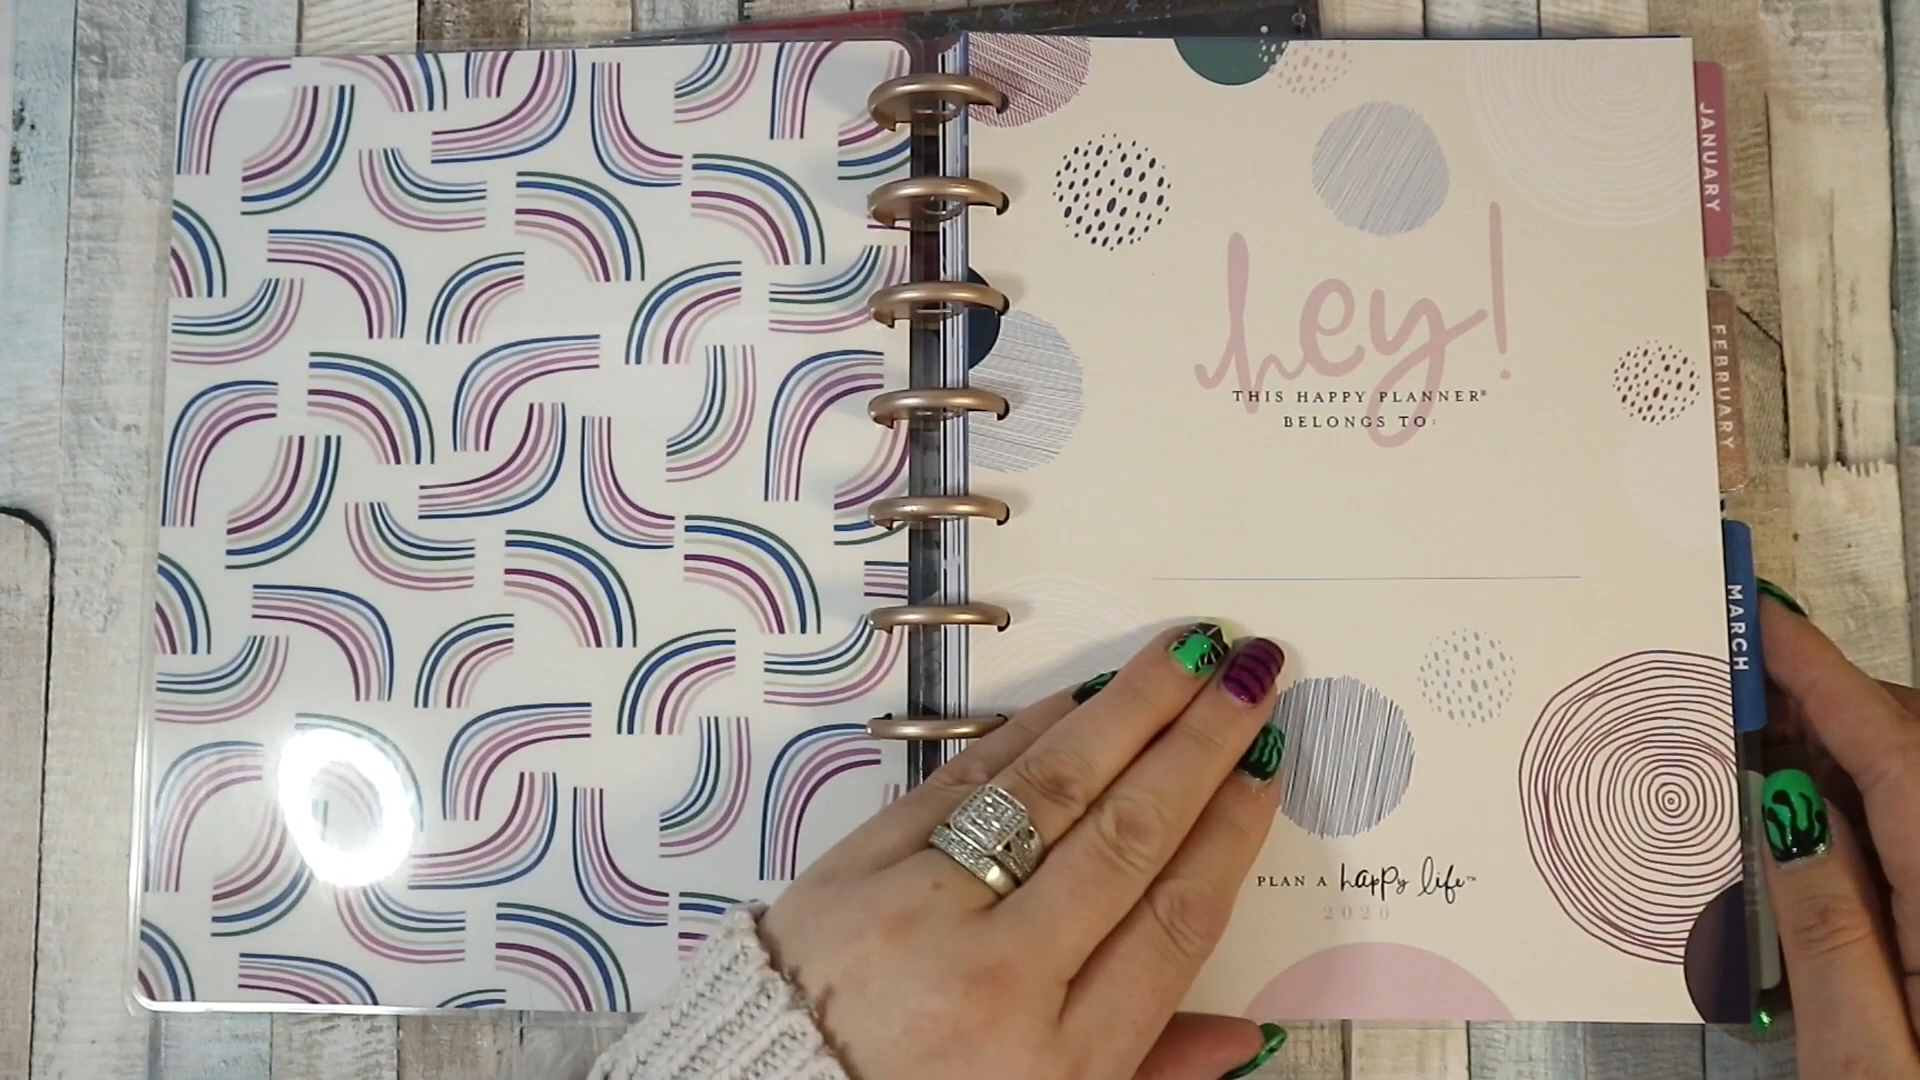 hey!
THIS HAPPY PLANNER®
BELONGS TO:
PLAN A happy life™
2020
JANUARY
FEBRUARY
MARCH